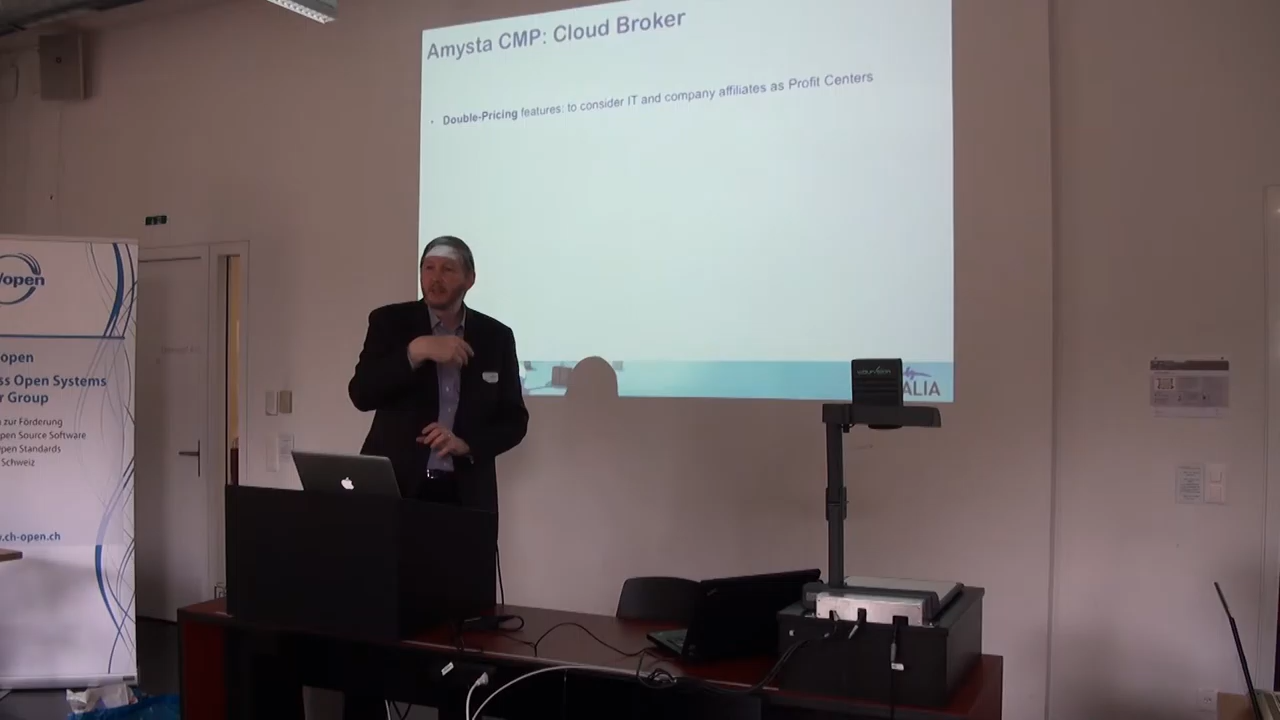 Amysta CMP: Cloud Broker
• Double-Pricing features: to consider IT and company affiliates as Profit Centers
ALIA
/open
open
ss Open Systems
r Group
zur Förderung
pen Source Software
pen Standards
Schweiz
.ch-open.ch